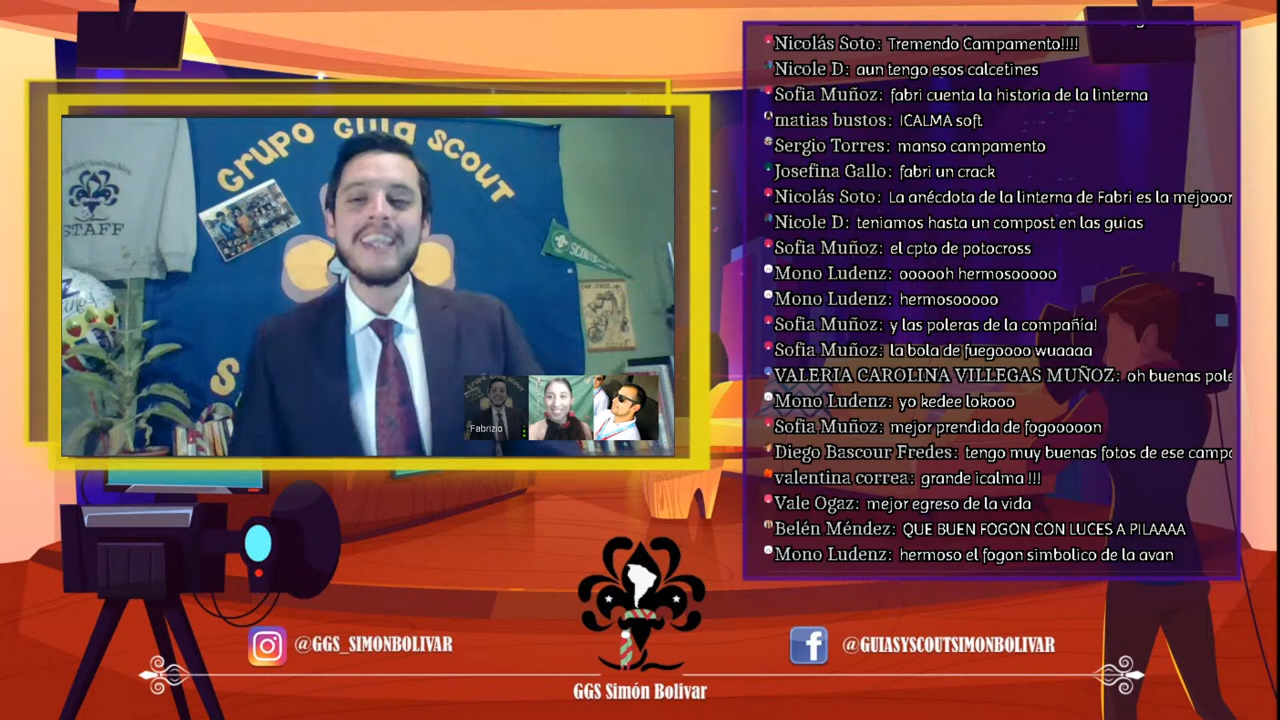 GRUPO GUIA SCOUT
S
STAFF
SCOUTS
Fabrizio
Nicolás Soto: Tremendo Campamento!!!!
Nicole D: aun tengo esos calcetines
Sofia Muñoz: fabri cuenta la historia de la linterna
matias bustos: ICALMA soft
Sergio Torres: manso campamento
Josefina Gallo: fabri un crack
Nicolás Soto: La anécdota de la linterna de Fabri es la mejooor
Nicole D: teniamos hasta un compost en las guias
Sofia Muñoz: el cpto de potocross
Mono Ludenz: oooooh hermosooooo
Mono Ludenz: hermosooooo
Sofia Muñoz: y las poleras de la compañía!
Sofia Muñoz: la bola de fuegoooo wuaaaa
VALERIA CAROLINA VILLEGAS MUÑOZ: oh buenas pole
Mono Ludenz: yo kedee lokooo
Sofia Muñoz: mejor prendida de fogooooon
Diego Bascour Fredes: tengo muy buenas fotos de ese campa
valentina correa: grande icalma !!!
Vale Ogaz: mejor egreso de la vida
Belén Méndez: QUE BUEN FOGON CON LUCES A PILAAAA
Mono Ludenz: hermoso el fogon simbolico de la avan
@GGS_SIMONBOLIVAR
@GUIASYSCOUTSIMONBOLIVAR
GGS Simón Bolivar